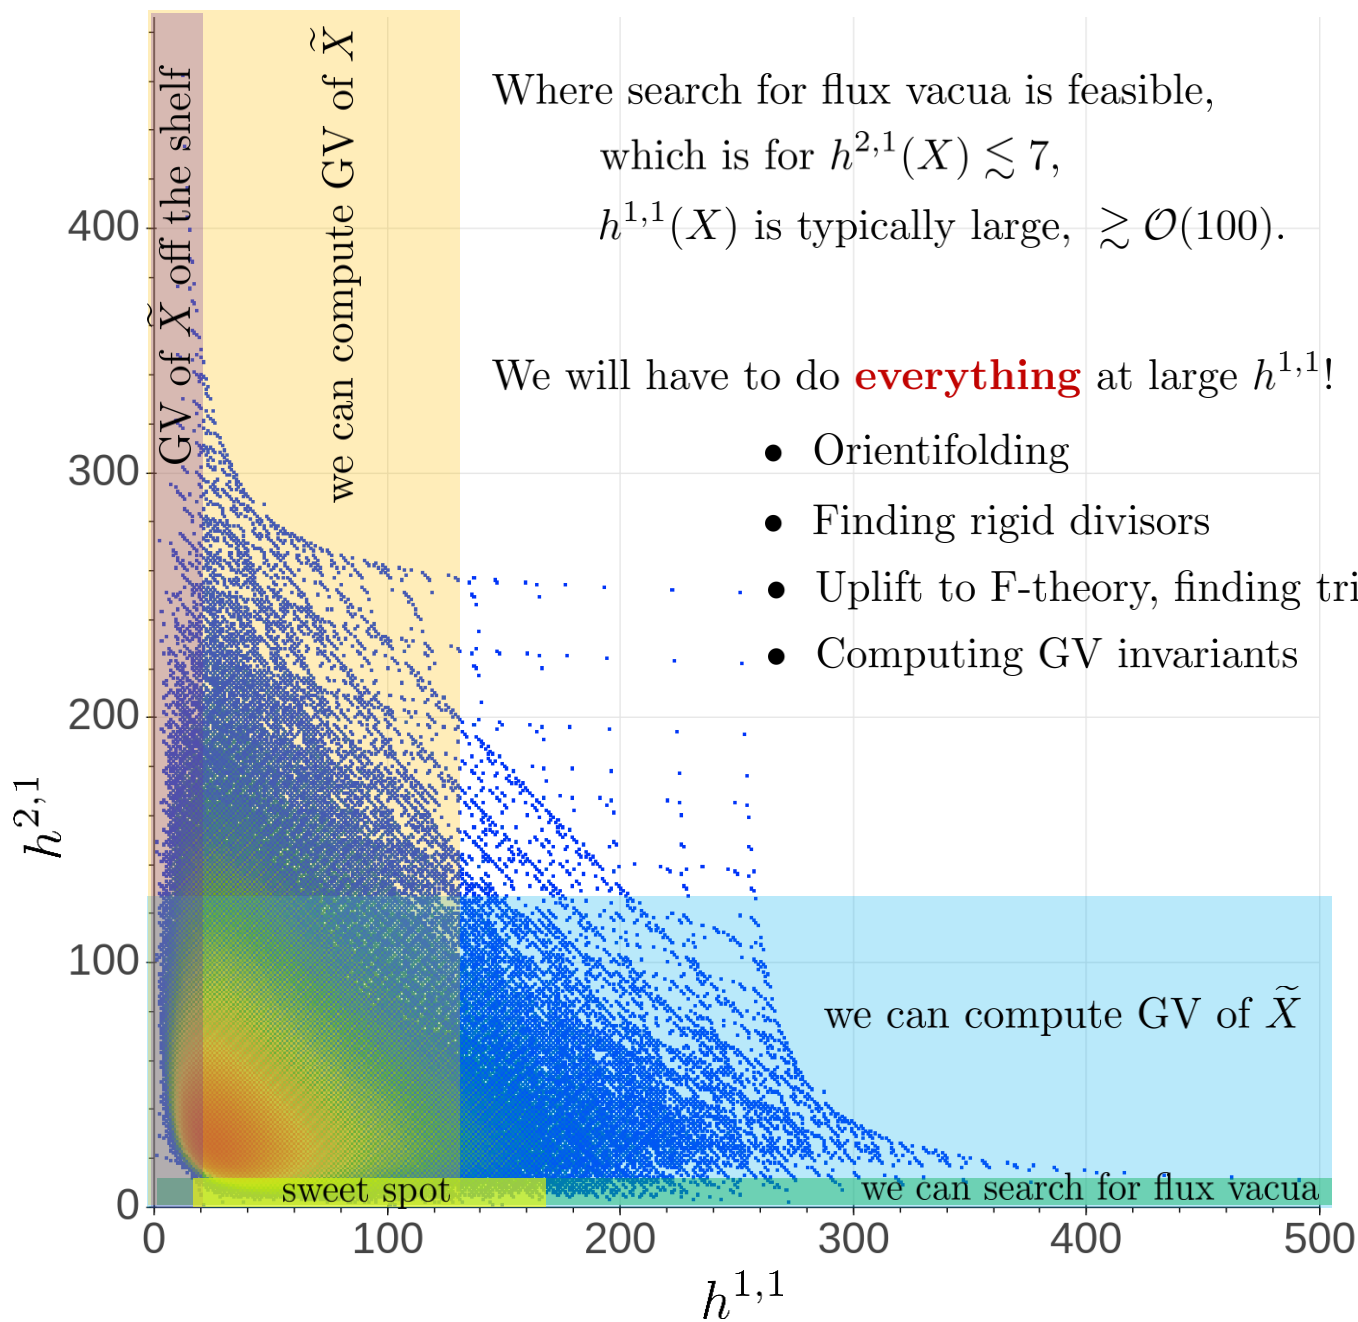 GV of X̃ off the shelf
we can compute GV of X̃
Where search for flux vacua is feasible,
which is for h^{2,1}(X) ≲ 7,
h^{1,1}(X) is typically large, ≳ 𝒪(100).
We will have to do everything at large h^{1,1}!
• Orientifolding
• Finding rigid divisors
• Uplift to F-theory, finding tri
• Computing GV invariants
400
300
200
100
0
h^{2,1}
we can compute GV of X̃
sweet spot
we can search for flux vacua
0 100 200 300 400 500
h^{1,1}